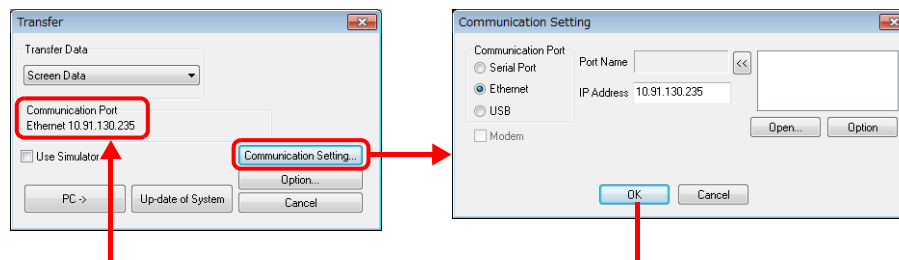 Transfer
Transfer Data
Screen Data
Communication Port
Ethernet 10.91.130.235
Use Simulator
Communication Setting...
Option...
PC ->
Up-date of System
Cancel
Communication Setting
Communication Port
Serial Port
Ethernet
USB
Modem
Port Name
<<
IP Address 10.91.130.235
Open...
Option
OK
Cancel